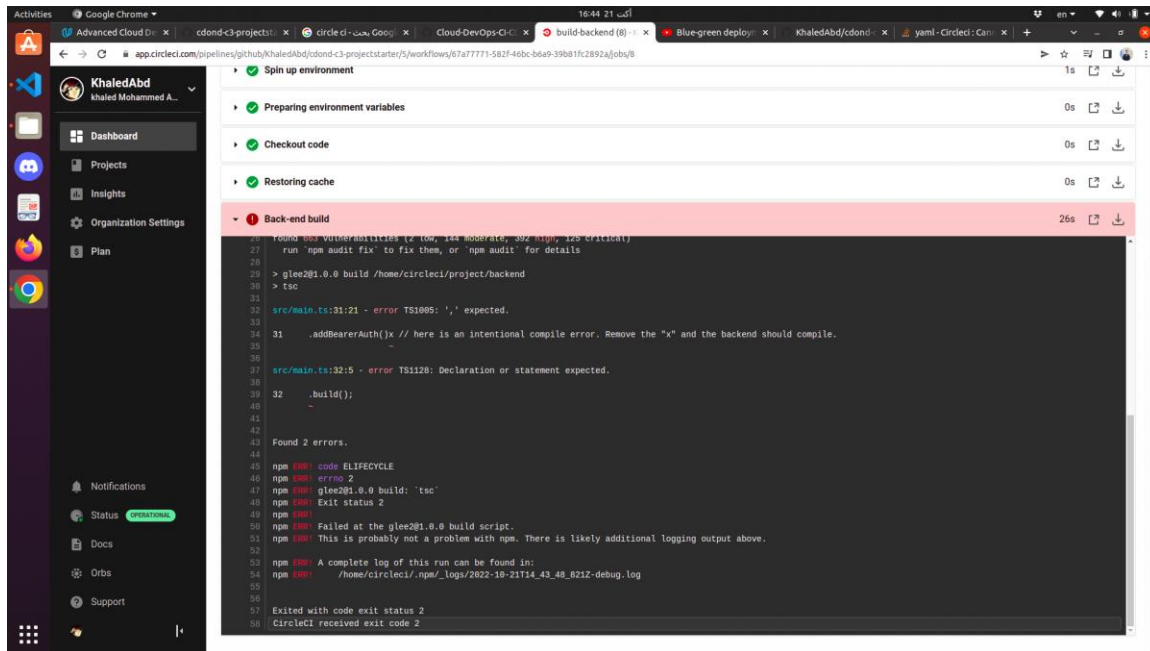 Activities
Google Chrome
16:44 21 أكت
en
Advanced Cloud De
cdond-c3-projectsta
circle ci - بحث Googl
Cloud-DevOps-CI-C
build-backend (8) -
Blue-green deploym
KhaledAbd/cdond-c
yaml - Circleci : Cann
app.circleci.com/pipelines/github/KhaledAbd/cdond-c3-projectstarter/5/workflows/67a77771-582f-46bc-b6a9-39b81fc2892a/jobs/8
KhaledAbd
khaled Mohammed A...
Dashboard
Projects
Insights
Organization Settings
Plan
Notifications
Status OPERATIONAL
Docs
Orbs
Support
Spin up environment 1s
Preparing environment variables 0s
Checkout code 0s
Restoring cache 0s
Back-end build 26s
26 found 663 vulnerabilities (2 low, 144 moderate, 392 high, 125 critical)
27 run `npm audit fix` to fix them, or `npm audit` for details
28
29 > glee2@1.0.0 build /home/circleci/project/backend
30 > tsc
31
32 src/main.ts:31:21 - error TS1005: ',' expected.
33
34 31 .addBearerAuth()x // here is an intentional compile error. Remove the "x" and the backend should compile.
35 ~
36
37 src/main.ts:32:5 - error TS1128: Declaration or statement expected.
38
39 32 .build();
40 ~
41
42
43 Found 2 errors.
44
45 npm ERR! code ELIFECYCLE
46 npm ERR! errno 2
47 npm ERR! glee2@1.0.0 build: `tsc`
48 npm ERR! Exit status 2
49 npm ERR!
50 npm ERR! Failed at the glee2@1.0.0 build script.
51 npm ERR! This is probably not a problem with npm. There is likely additional logging output above.
52
53 npm ERR! A complete log of this run can be found in:
54 npm ERR! /home/circleci/.npm/_logs/2022-10-21T14_43_48_821Z-debug.log
55
56
57 Exited with code exit status 2
58 CircleCI received exit code 2